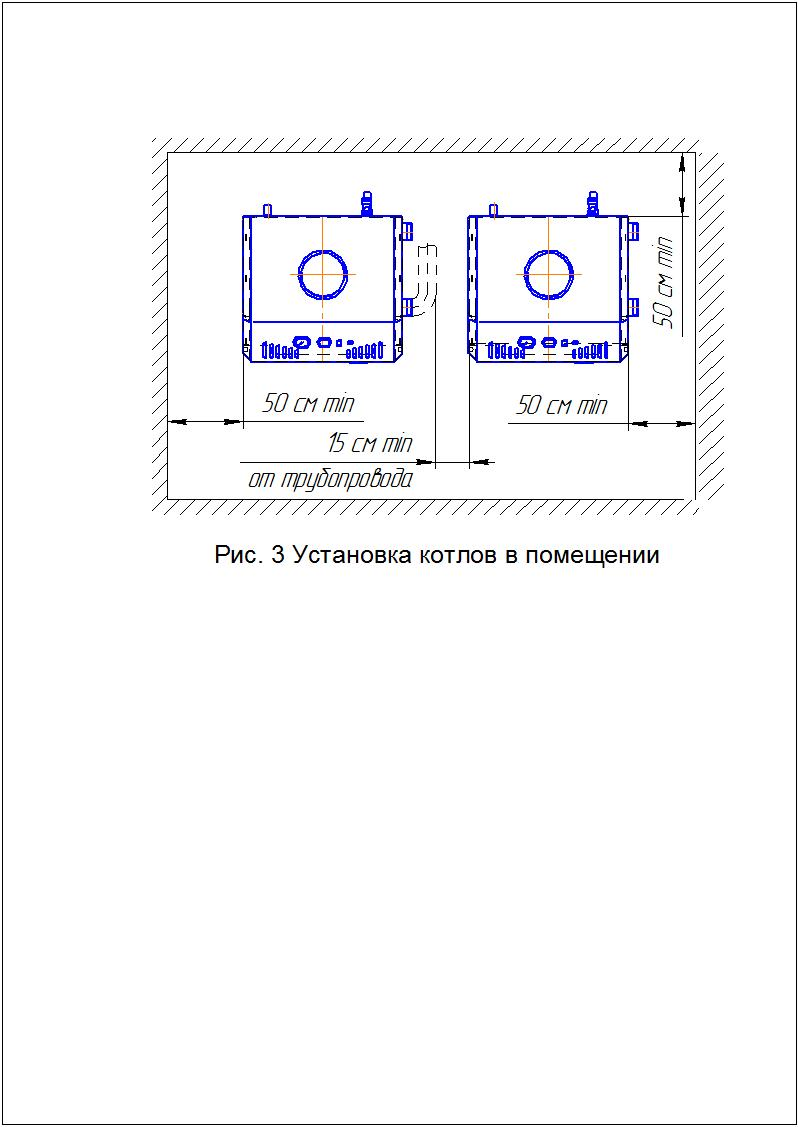 50 см min
50 см min
50 см min
15 см min
от трубопровода
Рис. 3 Установка котлов в помещении